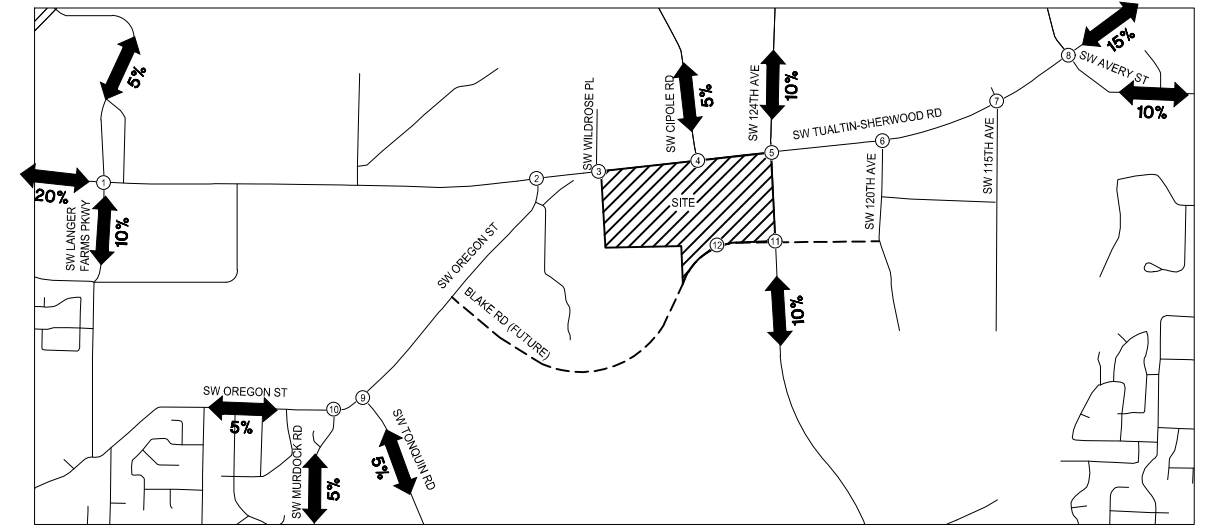 15%
8
SW AVERY ST
10%
5%
SW WILDROSE PL
SW CIPOLE RD
5%
SW 124TH AVE
10%
SW TUALTIN-SHERWOOD RD
7
SW 115TH AVE
6
SW 120TH AVE
5
4
3
2
1
20%
SW LANGER
FARMS PKWY
10%
SITE
SW OREGON ST
12
11
BLAKE RD (FUTURE)
10%
SW OREGON ST
5%
10
9
SW MURDOCK RD
5%
SW TONQUIN RD
5%